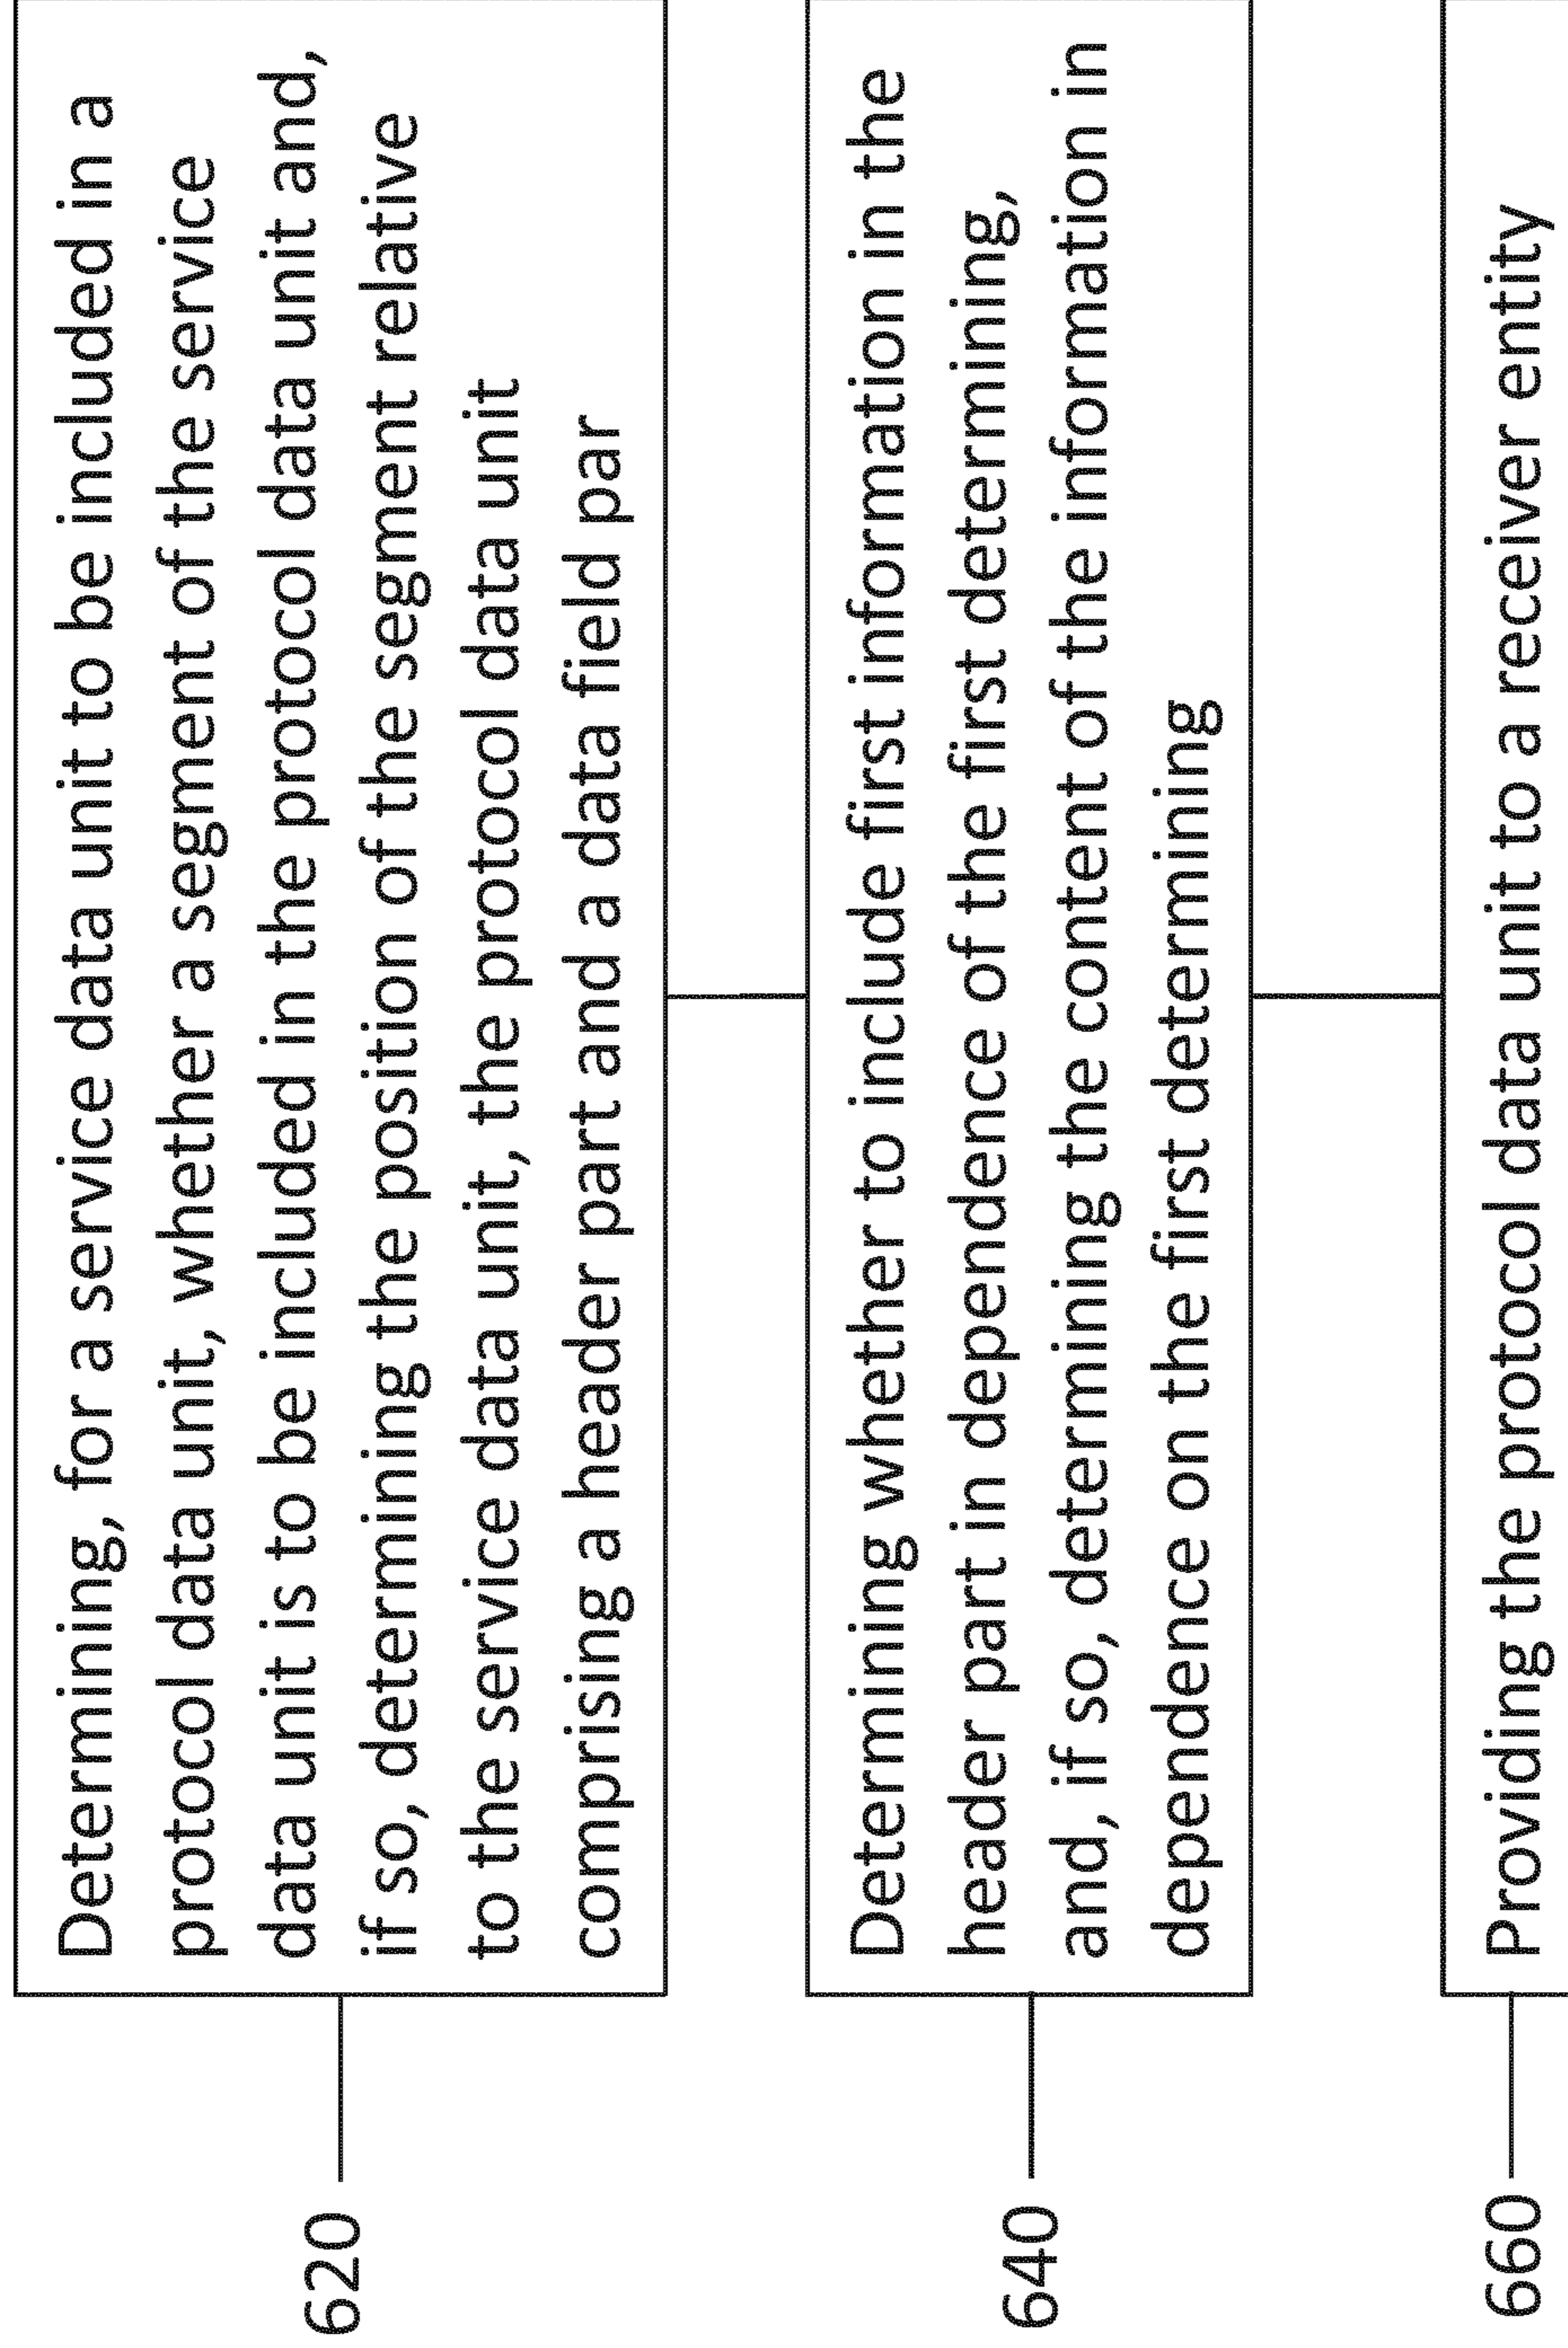 620
Determining, for a service data unit to be included in a
protocol data unit, whether a segment of the service
data unit is to be included in the protocol data unit and,
if so, determining the position of the segment relative
to the service data unit, the protocol data unit
comprising a header part and a data field par
640
Determining whether to include first information in the
header part in dependence of the first determining,
and, if so, determining the content of the information in
dependence on the first determining
660
Providing the protocol data unit to a receiver entity